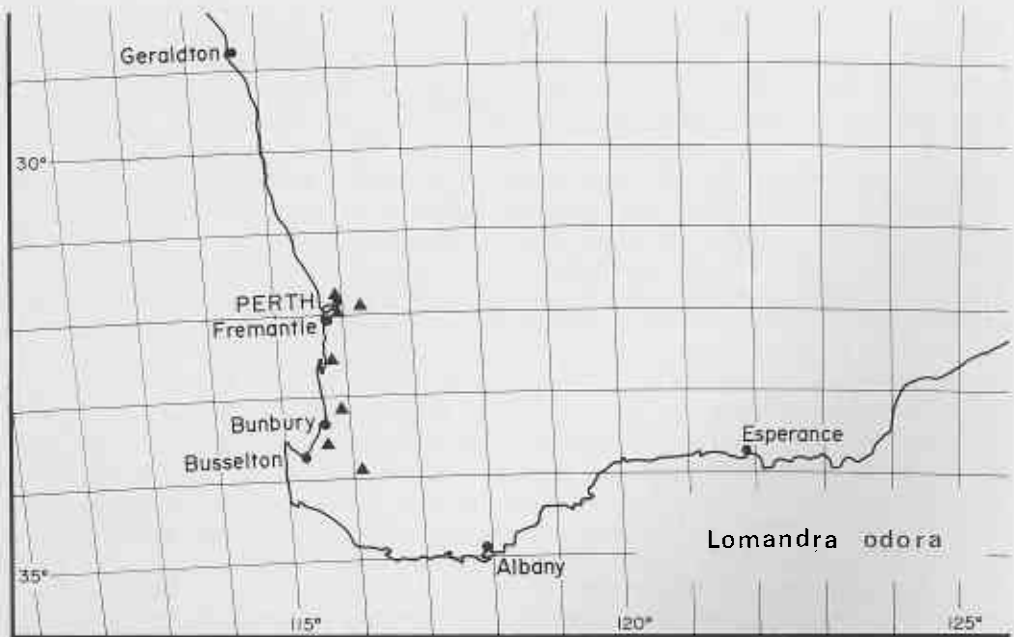 Geraldton
30°
PERTH
Fremantle
Bunbury
Busselton
Esperance
Lomandra odora
Albany
35°
115°
120°
125°